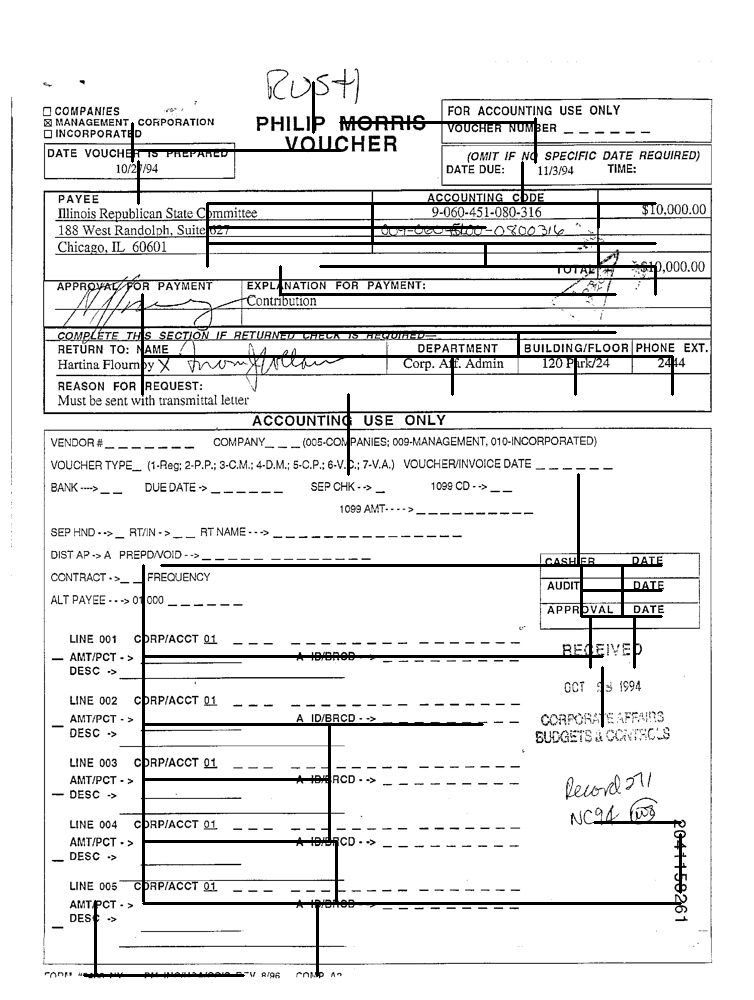 RUSH
☐ COMPANIES
☒ MANAGEMENT CORPORATION
☐ INCORPORATED
PHILIP MORRIS
VOUCHER
FOR ACCOUNTING USE ONLY
VOUCHER NUMBER _ _ _ _ _ _
DATE VOUCHER IS PREPARED
10/27/94
(OMIT IF NO SPECIFIC DATE REQUIRED)
DATE DUE: 11/3/94 TIME:
PAYEE ACCOUNTING CODE
Illinois Republican State Committee 9-060-451-080-316 $10,000.00
188 West Randolph, Suite 627 0800316
Chicago, IL 60601
TOTAL $10,000.00
APPROVAL FOR PAYMENT EXPLANATION FOR PAYMENT:
Contribution
COMPLETE THIS SECTION IF RETURNED CHECK IS REQUIRED—
RETURN TO: NAME DEPARTMENT BUILDING/FLOOR PHONE EXT.
Hartina Flournoy X Corp. Aff. Admin 120 Park/24 2444
REASON FOR REQUEST:
Must be sent with transmittal letter
ACCOUNTING USE ONLY
VENDOR # _ _ _ _ _ _ _ _ COMPANY _ _ _ (005-COMPANIES; 009-MANAGEMENT, 010-INCORPORATED)
VOUCHER TYPE_ (1-Reg; 2-P.P.; 3-C.M.; 4-D.M.; 5-C.P.; 6-V.C.; 7-V.A.) VOUCHER/INVOICE DATE _ _ _ _ _ _
BANK ----> _ _ DUE DATE -> _ _ _ _ _ _ SEP CHK --> _ 1099 CD --> _ _
1099 AMT- - - -> _ _ _ _ _ _ _ _ _ _ _
SEP HND --> _ RT/IN -> _ _ RT NAME - - -> _ _ _ _ _ _ _ _ _ _ _ _ _ _ _
DIST AP -> A PREPD/VOID --> _ _ _ _ _ _ _ _ _ _ _ _ _
CASHIER DATE
CONTRACT -> _ _ FREQUENCY
AUDIT DATE
ALT PAYEE - - -> 01 000 _ _ _ _ _ _ _
APPROVAL DATE
LINE 001 CORP/ACCT 01
AMT/PCT - > A ID/BRCD - ->
DESC ->
RECEIVED
OCT 1994
LINE 002 CORP/ACCT 01
AMT/PCT - > A ID/BRCD - ->
DESC ->
CORPORATE AFFAIRS
BUDGETS & CONTROLS
LINE 003 CORP/ACCT 01
AMT/PCT - > A ID/BRCD - ->
DESC ->
Record 271
NC94
LINE 004 CORP/ACCT 01
AMT/PCT - > A ID/BRCD - ->
DESC ->
LINE 005 CORP/ACCT 01
AMT/PCT - > A ID/BRCD - ->
DESC ->
2041158261
REV 8/96